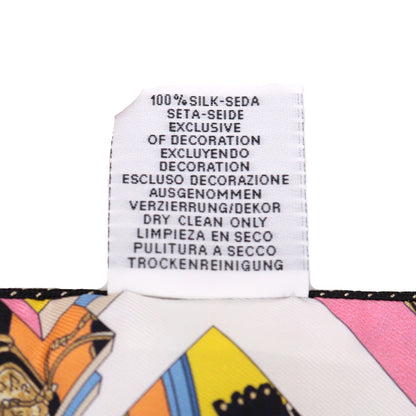 100% SILK-SEDA
SETA-SEIDE
EXCLUSIVE
OF DECORATION
EXCLUYENDO
DECORATION
ESCLUSO DECORAZIONE
AUSGENOMMEN
VERZIERRUNG/DEKOR
DRY CLEAN ONLY
LIMPIEZA EN SECO
PULITURA A SECCO
TROCKENREINIGUNG